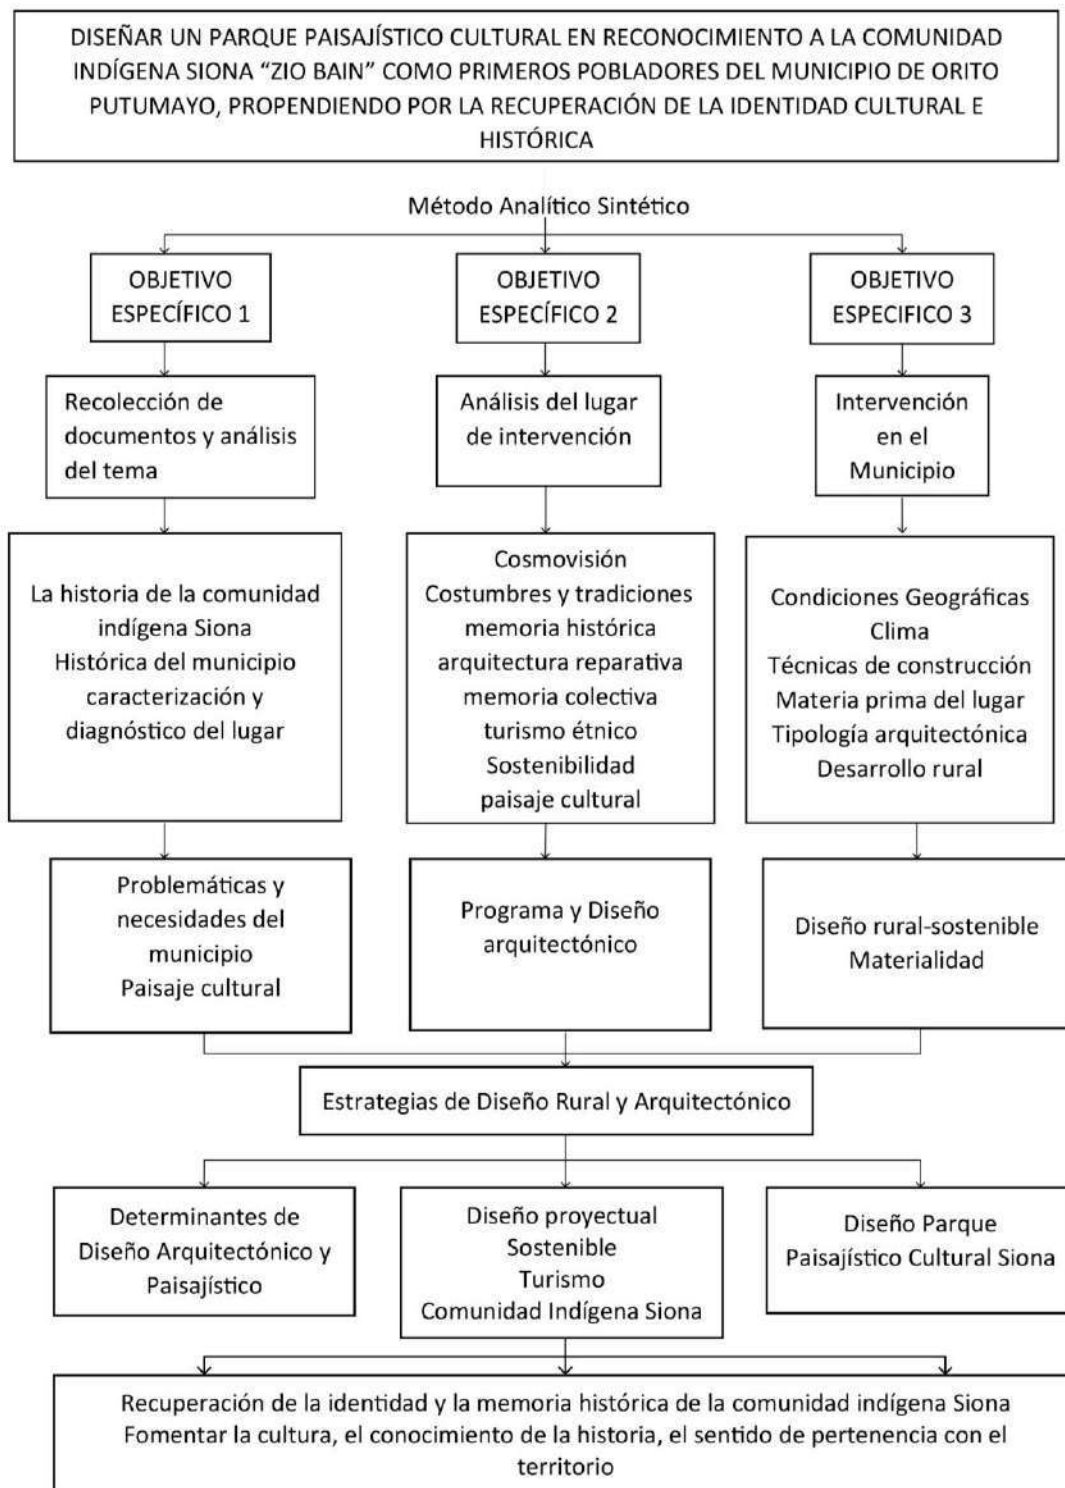 DISEÑAR UN PARQUE PAISAJÍSTICO CULTURAL EN RECONOCIMIENTO A LA COMUNIDAD
INDÍGENA SIONA “ZIO BAIN” COMO PRIMEROS POBLADORES DEL MUNICIPIO DE ORITO
PUTUMAYO, PROPENDIENDO POR LA RECUPERACIÓN DE LA IDENTIDAD CULTURAL E
HISTÓRICA
Método Analítico Sintético
OBJETIVO
ESPECÍFICO 1
OBJETIVO
ESPECÍFICO 2
OBJETIVO
ESPECIFICO 3
Recolección de
documentos y análisis
del tema
Análisis del lugar
de intervención
Intervención
en el
Municipio
La historia de la comunidad
indígena Siona
Histórica del municipio
caracterización y
diagnóstico del lugar
Cosmovisión
Costumbres y tradiciones
memoria histórica
arquitectura reparativa
memoria colectiva
turismo étnico
Sostenibilidad
paisaje cultural
Condiciones Geográficas
Clima
Técnicas de construcción
Materia prima del lugar
Tipología arquitectónica
Desarrollo rural
Problemáticas y
necesidades del
municipio
Paisaje cultural
Programa y Diseño
arquitectónico
Diseño rural-sostenible
Materialidad
Estrategias de Diseño Rural y Arquitectónico
Determinantes de
Diseño Arquitectónico y
Paisajístico
Diseño proyectual
Sostenible
Turismo
Comunidad Indígena Siona
Diseño Parque
Paisajístico Cultural Siona
Recuperación de la identidad y la memoria histórica de la comunidad indígena Siona
Fomentar la cultura, el conocimiento de la historia, el sentido de pertenencia con el
territorio